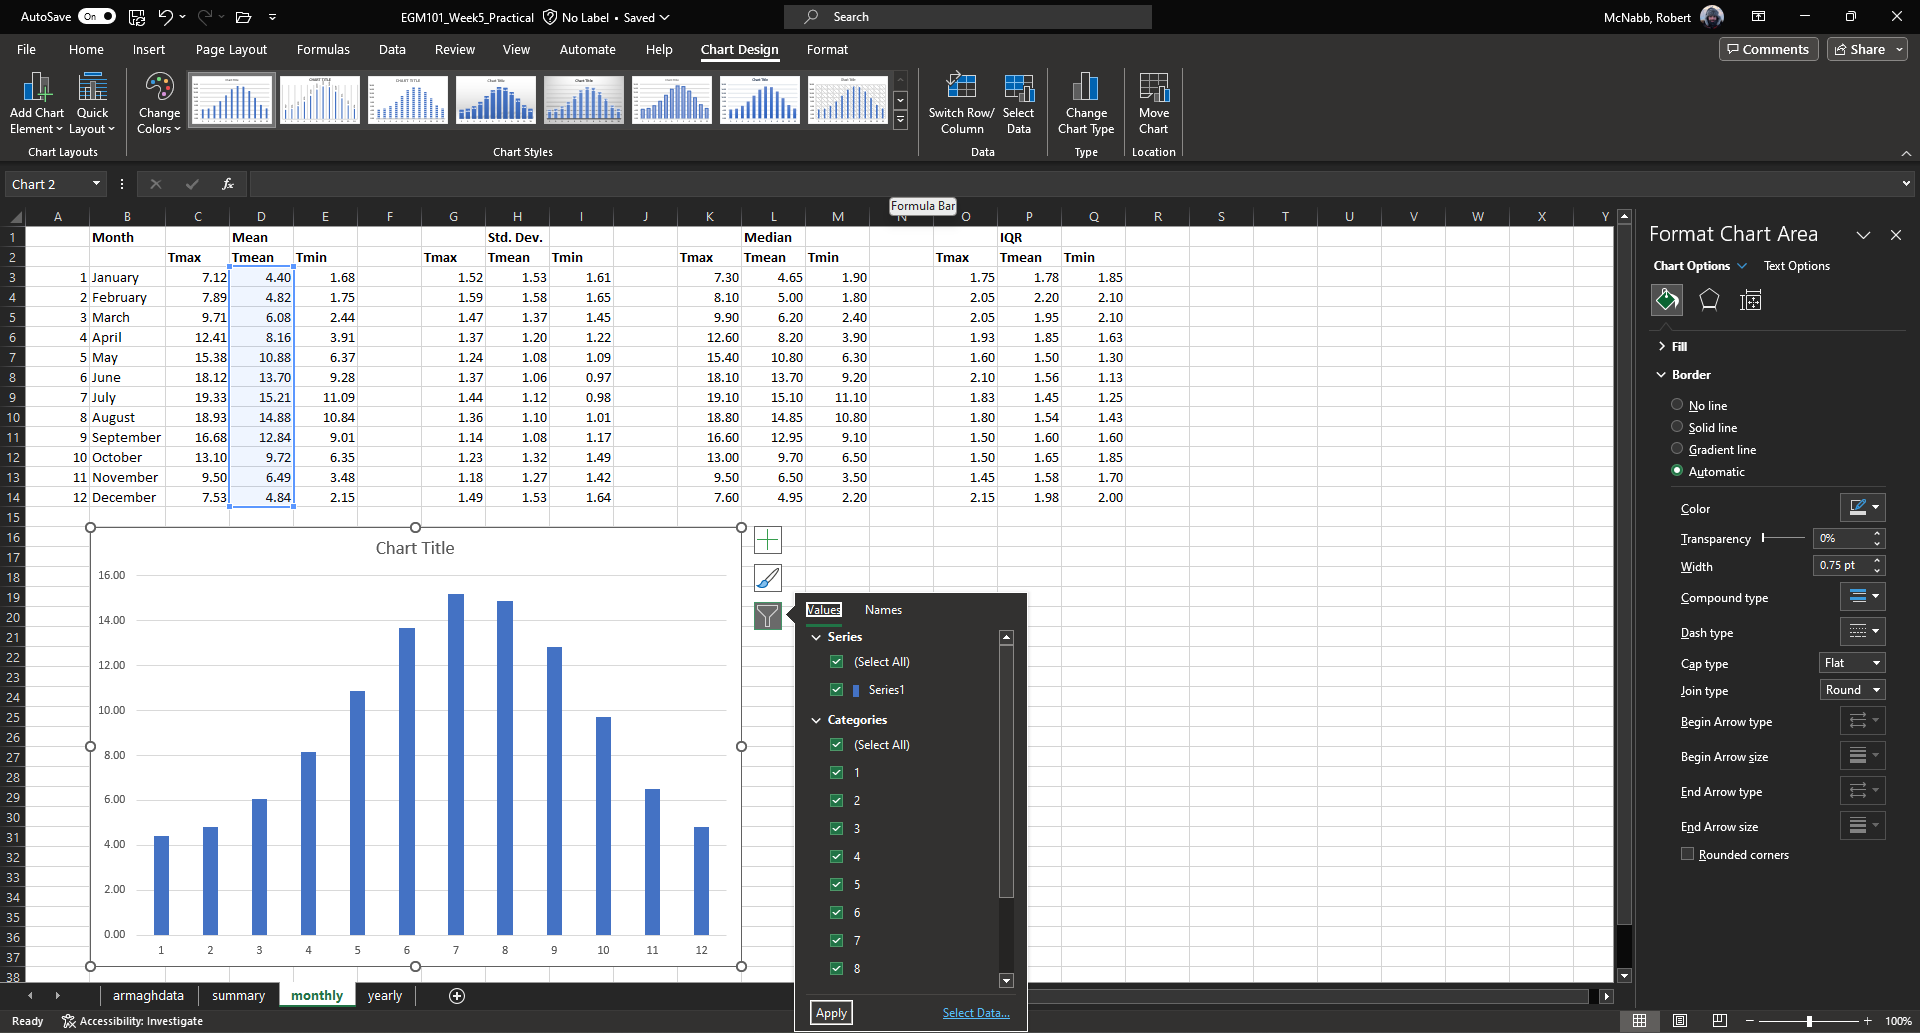 AutoSave On EGM101_Week5_Practical No Label • Saved Search McNabb, Robert
File Home Insert Page Layout Formulas Data Review View Automate Help Chart Design Format Comments Share
Add Chart Element Quick Layout Change Colors Switch Row/ Column Select Data Change Chart Type Move Chart
Chart Layouts Chart Styles Data Type Location
Chart 2 fx
Formula Bar
A B C D E F G H I J K L M N O P Q R S T U V W X Y
1 Month Mean Std. Dev. Median IQR
2 Tmax Tmean Tmin Tmax Tmean Tmin Tmax Tmean Tmin Tmax Tmean Tmin
3 1 January 7.12 4.40 1.68 1.52 1.53 1.61 7.30 4.65 1.90 1.75 1.78 1.85
4 2 February 7.89 4.82 1.75 1.59 1.58 1.65 8.10 5.00 1.80 2.05 2.20 2.10
5 3 March 9.71 6.08 2.44 1.47 1.37 1.45 9.90 6.20 2.40 2.05 1.95 2.10
6 4 April 12.41 8.16 3.91 1.37 1.20 1.22 12.60 8.20 3.90 1.93 1.85 1.63
7 5 May 15.38 10.88 6.37 1.24 1.08 1.09 15.40 10.80 6.30 1.60 1.50 1.30
8 6 June 18.12 13.70 9.28 1.37 1.06 0.97 18.10 13.70 9.20 2.10 1.56 1.13
9 7 July 19.33 15.21 11.09 1.44 1.12 0.98 19.10 15.10 11.10 1.83 1.45 1.25
10 8 August 18.93 14.88 10.84 1.36 1.10 1.01 18.80 14.85 10.80 1.80 1.54 1.43
11 9 September 16.68 12.84 9.01 1.14 1.08 1.17 16.60 12.95 9.10 1.50 1.60 1.60
12 10 October 13.10 9.72 6.35 1.23 1.32 1.49 13.00 9.70 6.50 1.50 1.65 1.85
13 11 November 9.50 6.49 3.48 1.18 1.27 1.42 9.50 6.50 3.50 1.45 1.58 1.70
14 12 December 7.53 4.84 2.15 1.49 1.53 1.64 7.60 4.95 2.20 2.15 1.98 2.00
15
16
17
18
19
20
21
22
23
24
25
26
27
28
29
30
31
32
33
34
35
36
37
38
Chart Title
16.00
14.00
12.00
10.00
8.00
6.00
4.00
2.00
0.00
1 2 3 4 5 6 7 8 9 10 11 12
Values Names
Series
(Select All)
Series1
Categories
(Select All)
1
2
3
4
5
6
7
8
Apply Select Data...
Format Chart Area
Chart Options Text Options
Fill
Border
No line
Solid line
Gradient line
Automatic
Color
Transparency 0%
Width 0.75 pt
Compound type
Dash type
Cap type Flat
Join type Round
Begin Arrow type
Begin Arrow size
End Arrow type
End Arrow size
Rounded corners
armaghdata summary monthly yearly
Ready Accessibility: Investigate 100%